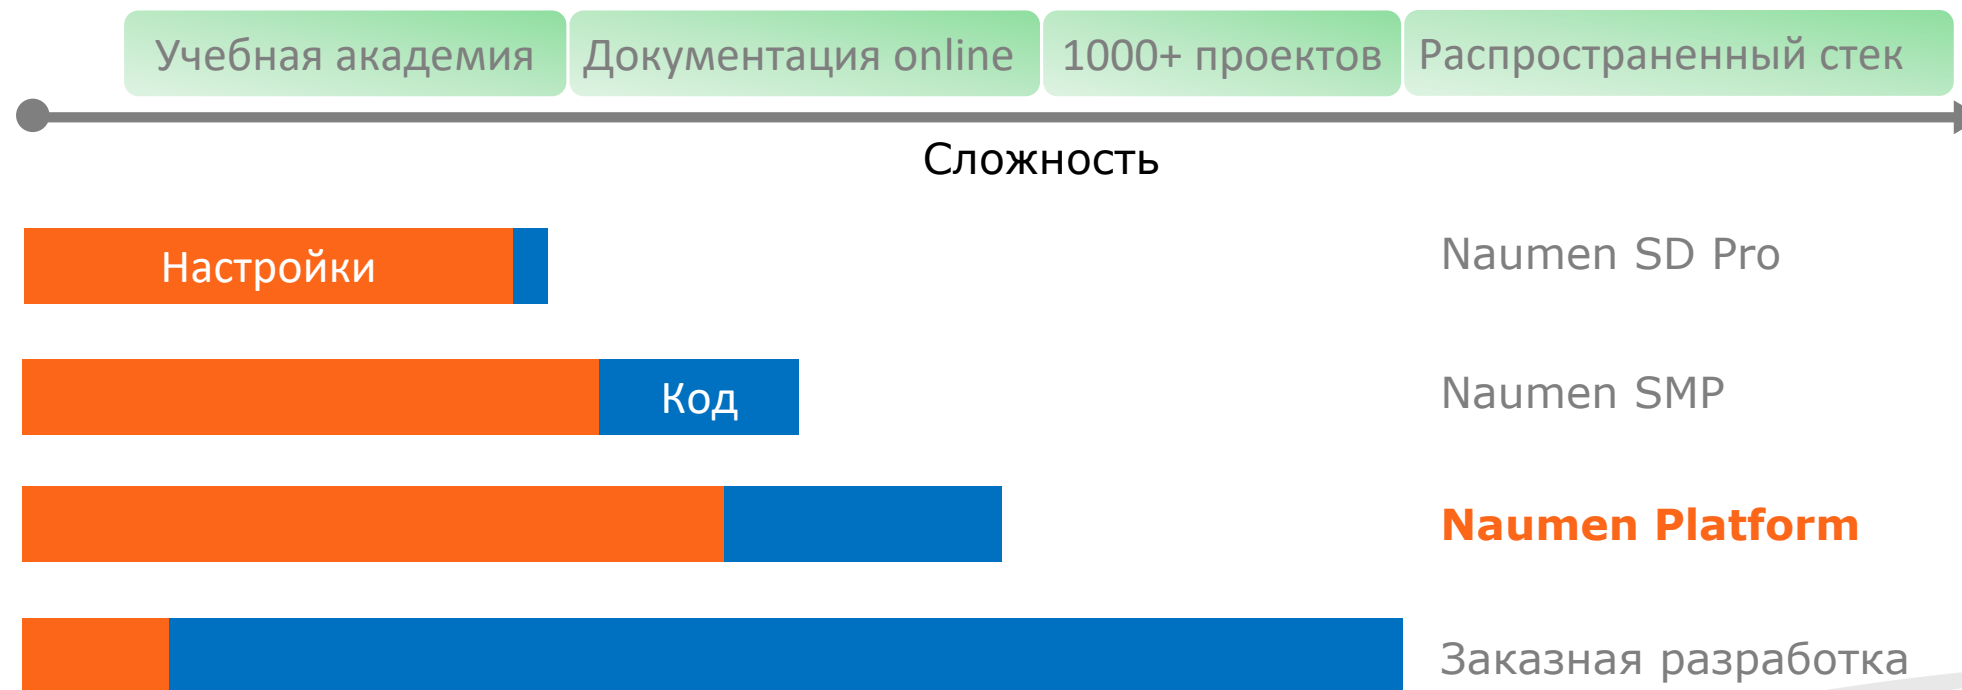 Учебная академия
Документация online
1000+ проектов
Распространенный стек
Сложность
Настройки
Naumen SD Pro
Код
Naumen SMP
Naumen Platform
Заказная разработка